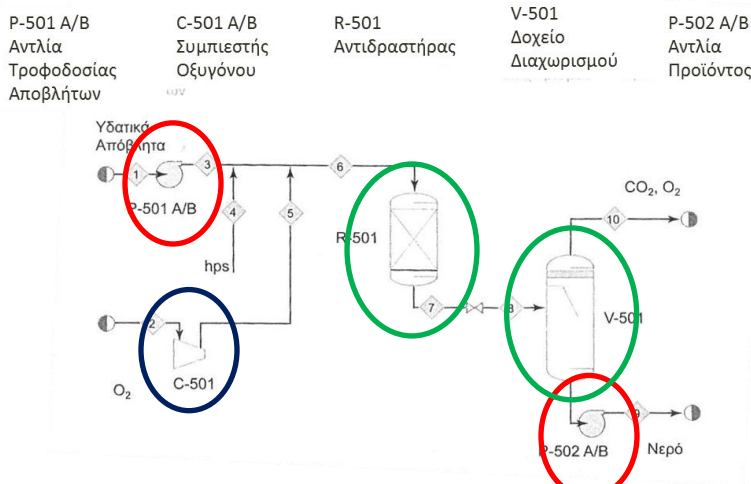 P-501 A/B
Αντλία
Τροφοδοσίας
Αποβλήτων
C-501 A/B
Συμπιεστής
Οξυγόνου
R-501
Αντιδραστήρας
V-501
Δοχείο
Διαχωρισμού
P-502 A/B
Αντλία
Προϊόντος
Υδατικά
Απόβλητα
1
3
6
P-501 A/B
4
5
hps
R-501
CO2, O2
10
2
7
8
V-501
C-501
O2
9
P-502 A/B
Νερό